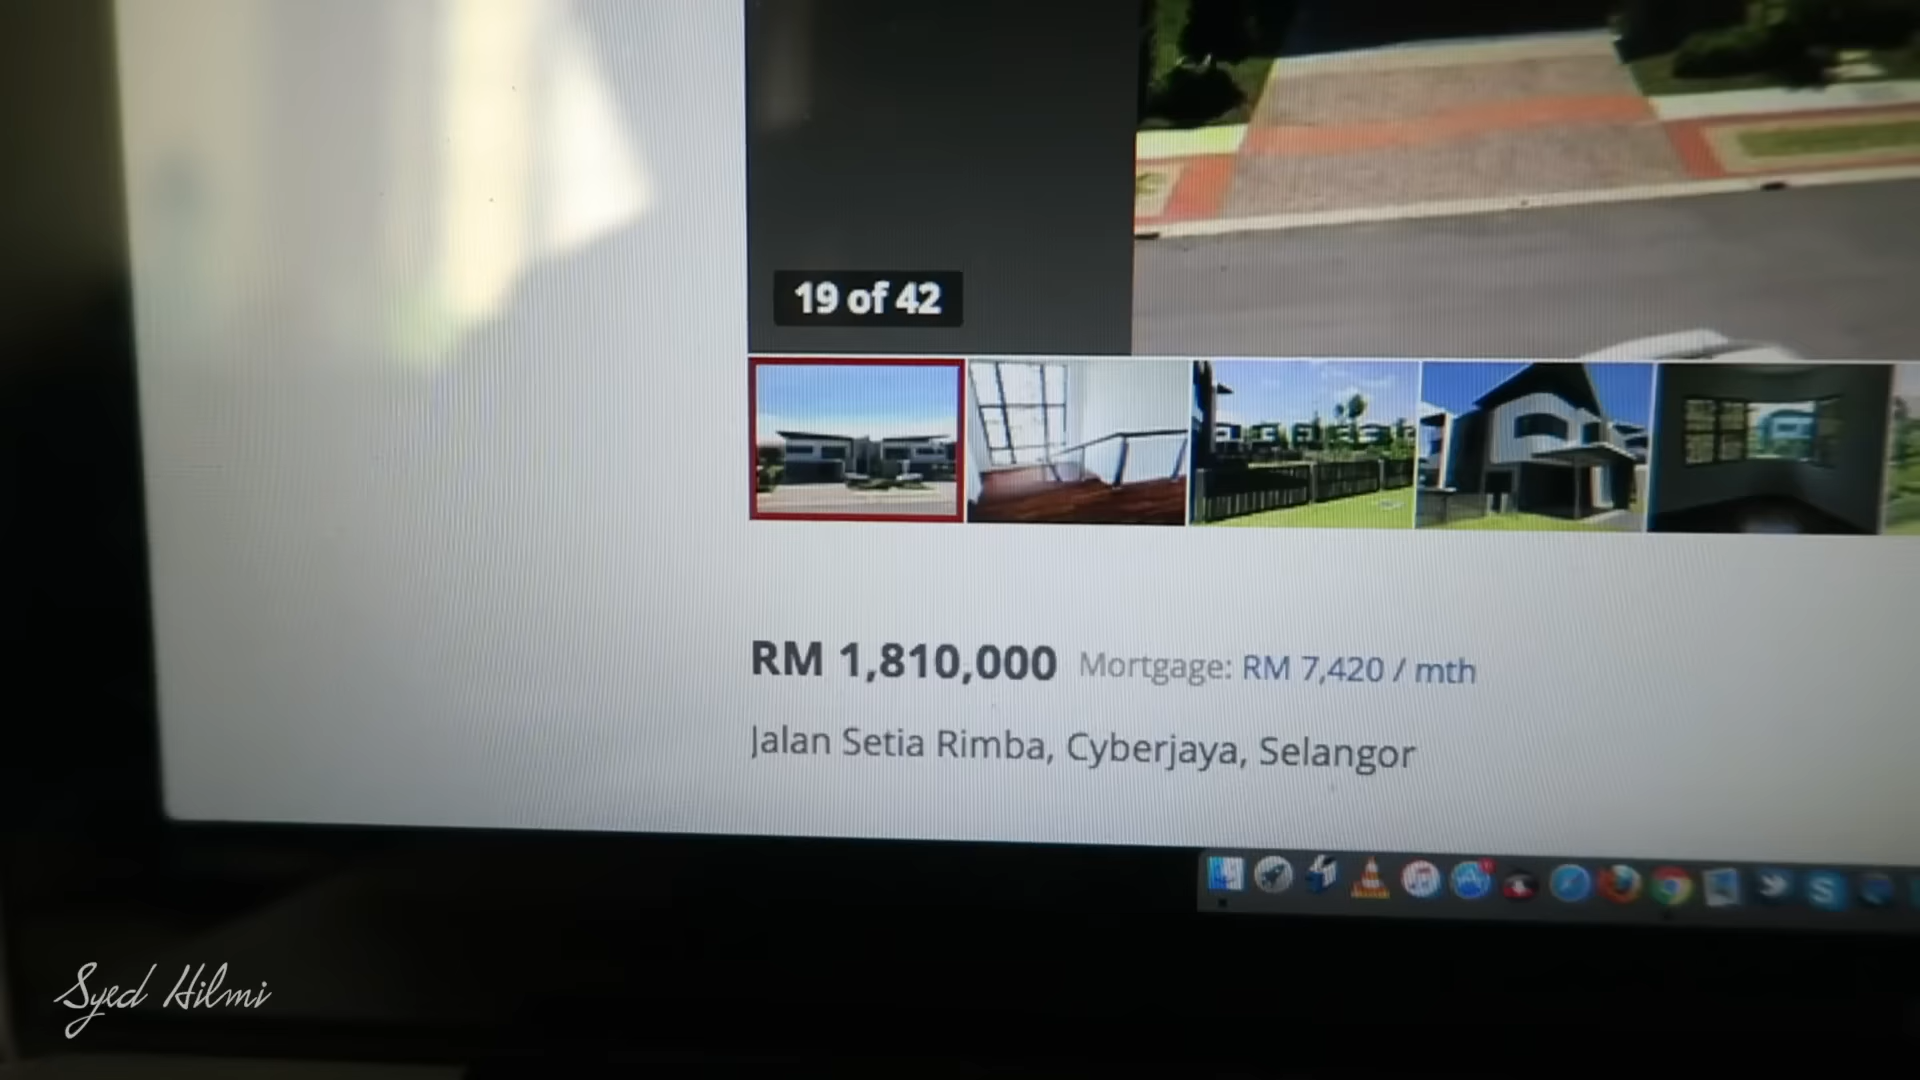 19 of 42
RM 1,810,000 Mortgage: RM 7,420 / mth
Jalan Setia Rimba, Cyberjaya, Selangor
Syed Hilmi